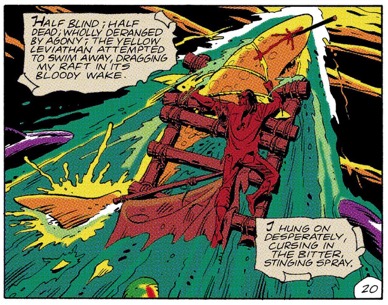 HALF BLIND; HALF
DEAD; WHOLLY DERANGED
BY AGONY; THE YELLOW
LEVIATHAN ATTEMPTED
TO SWIM AWAY, DRAGGING
MY RAFT IN ITS
BLOODY WAKE.
I HUNG ON
DESPERATELY,
CURSING IN
THE BITTER,
STINGING SPRAY.
20